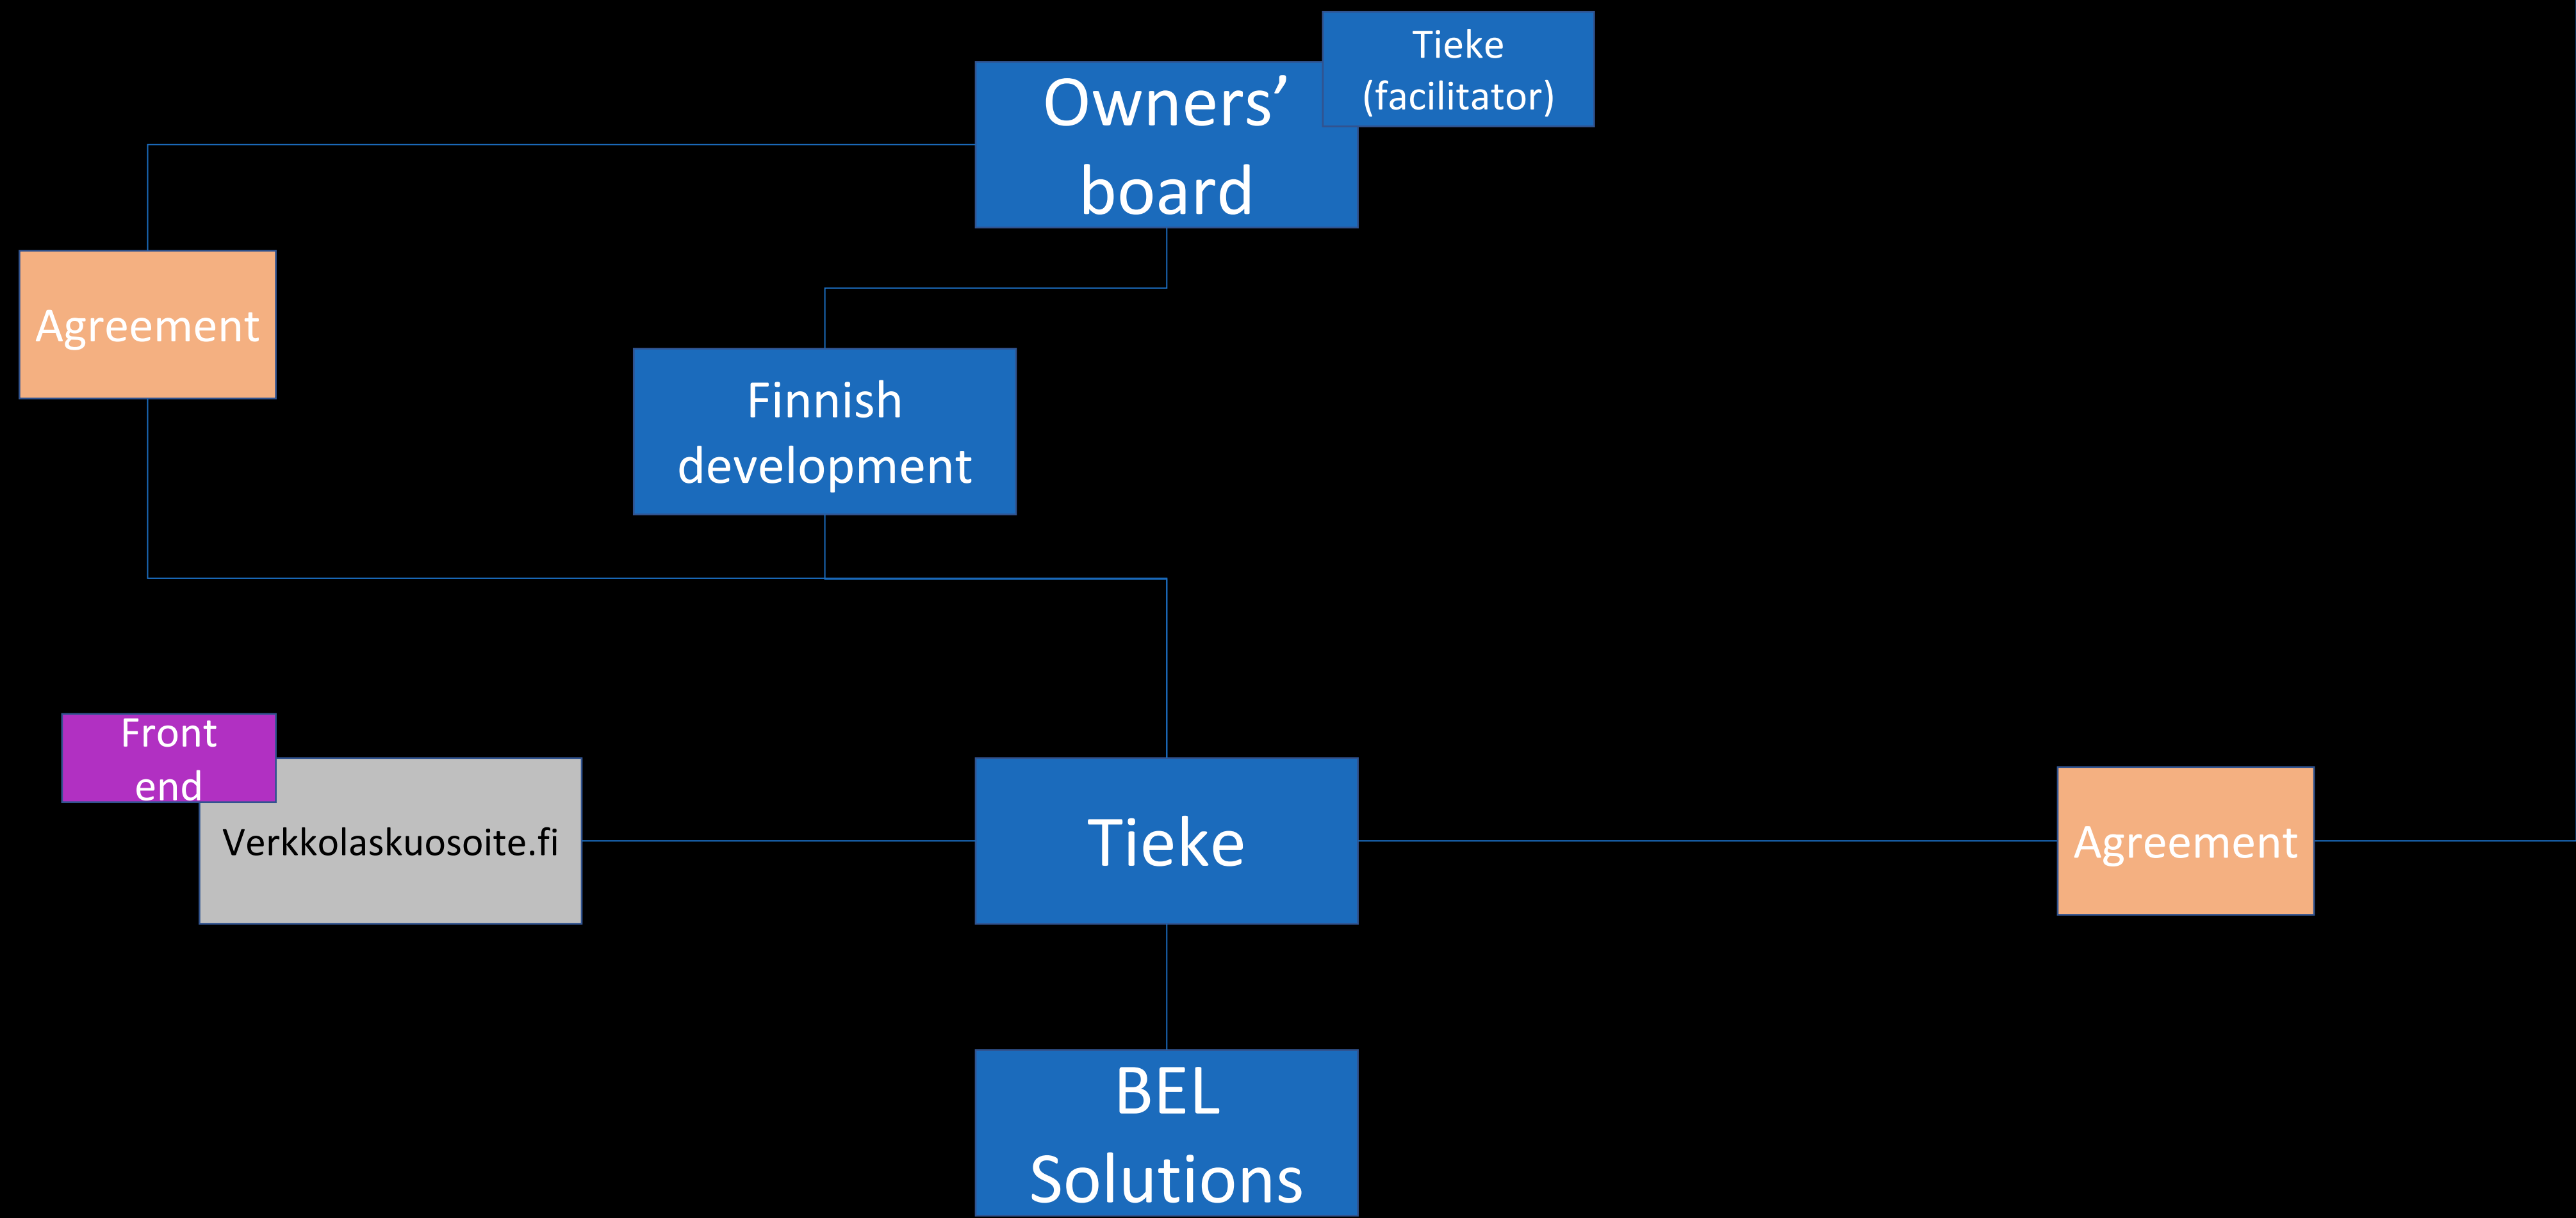 Tieke
(facilitator)
Owners’
board
Agreement
Finnish
development
Front
end
Verkkolaskuosoite.fi
Tieke
Agreement
BEL
Solutions